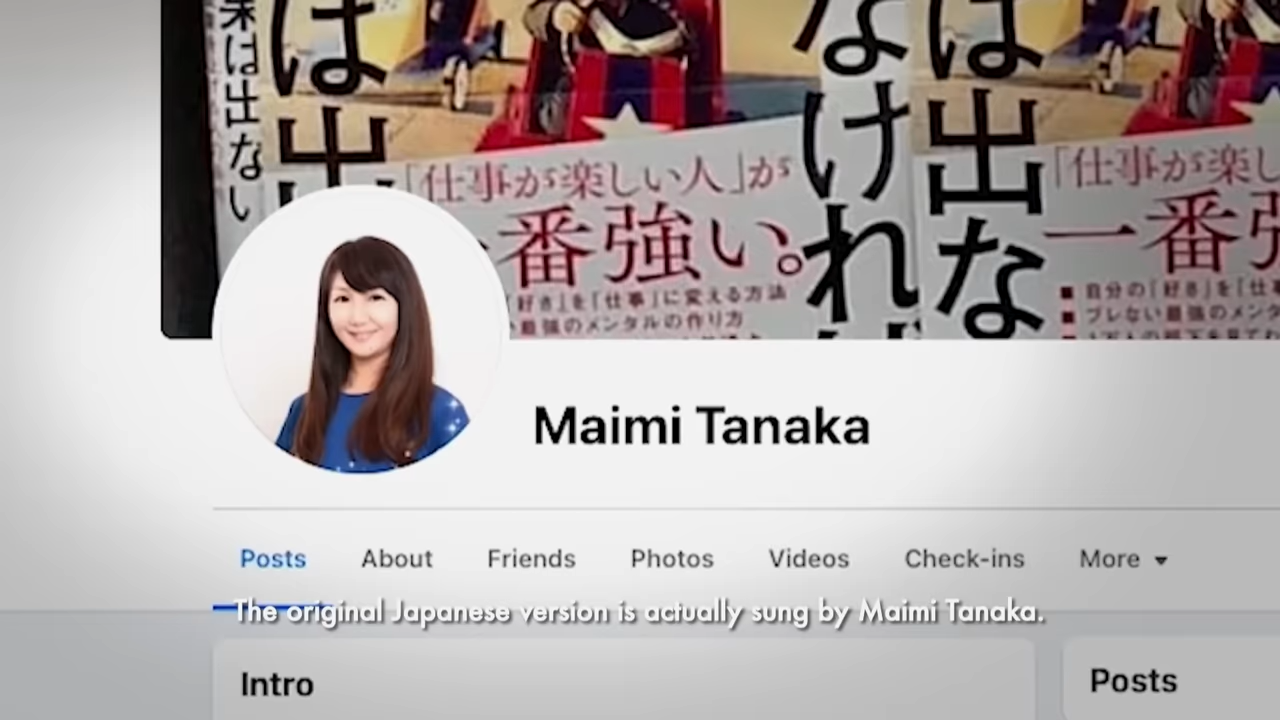 果は出ない
は出
「仕事が楽しい人」が
一番強い。
「好き」を「仕事」に変える方法
最強のメンタルの作り方
なければ
は出な
「仕事が楽し
一番強
■ 自分の「好き」を「仕事
■ ブレない最強のメンタ
Maimi Tanaka
Posts About Friends Photos Videos Check-ins More
The original Japanese version is actually sung by Maimi Tanaka.
Intro
Posts